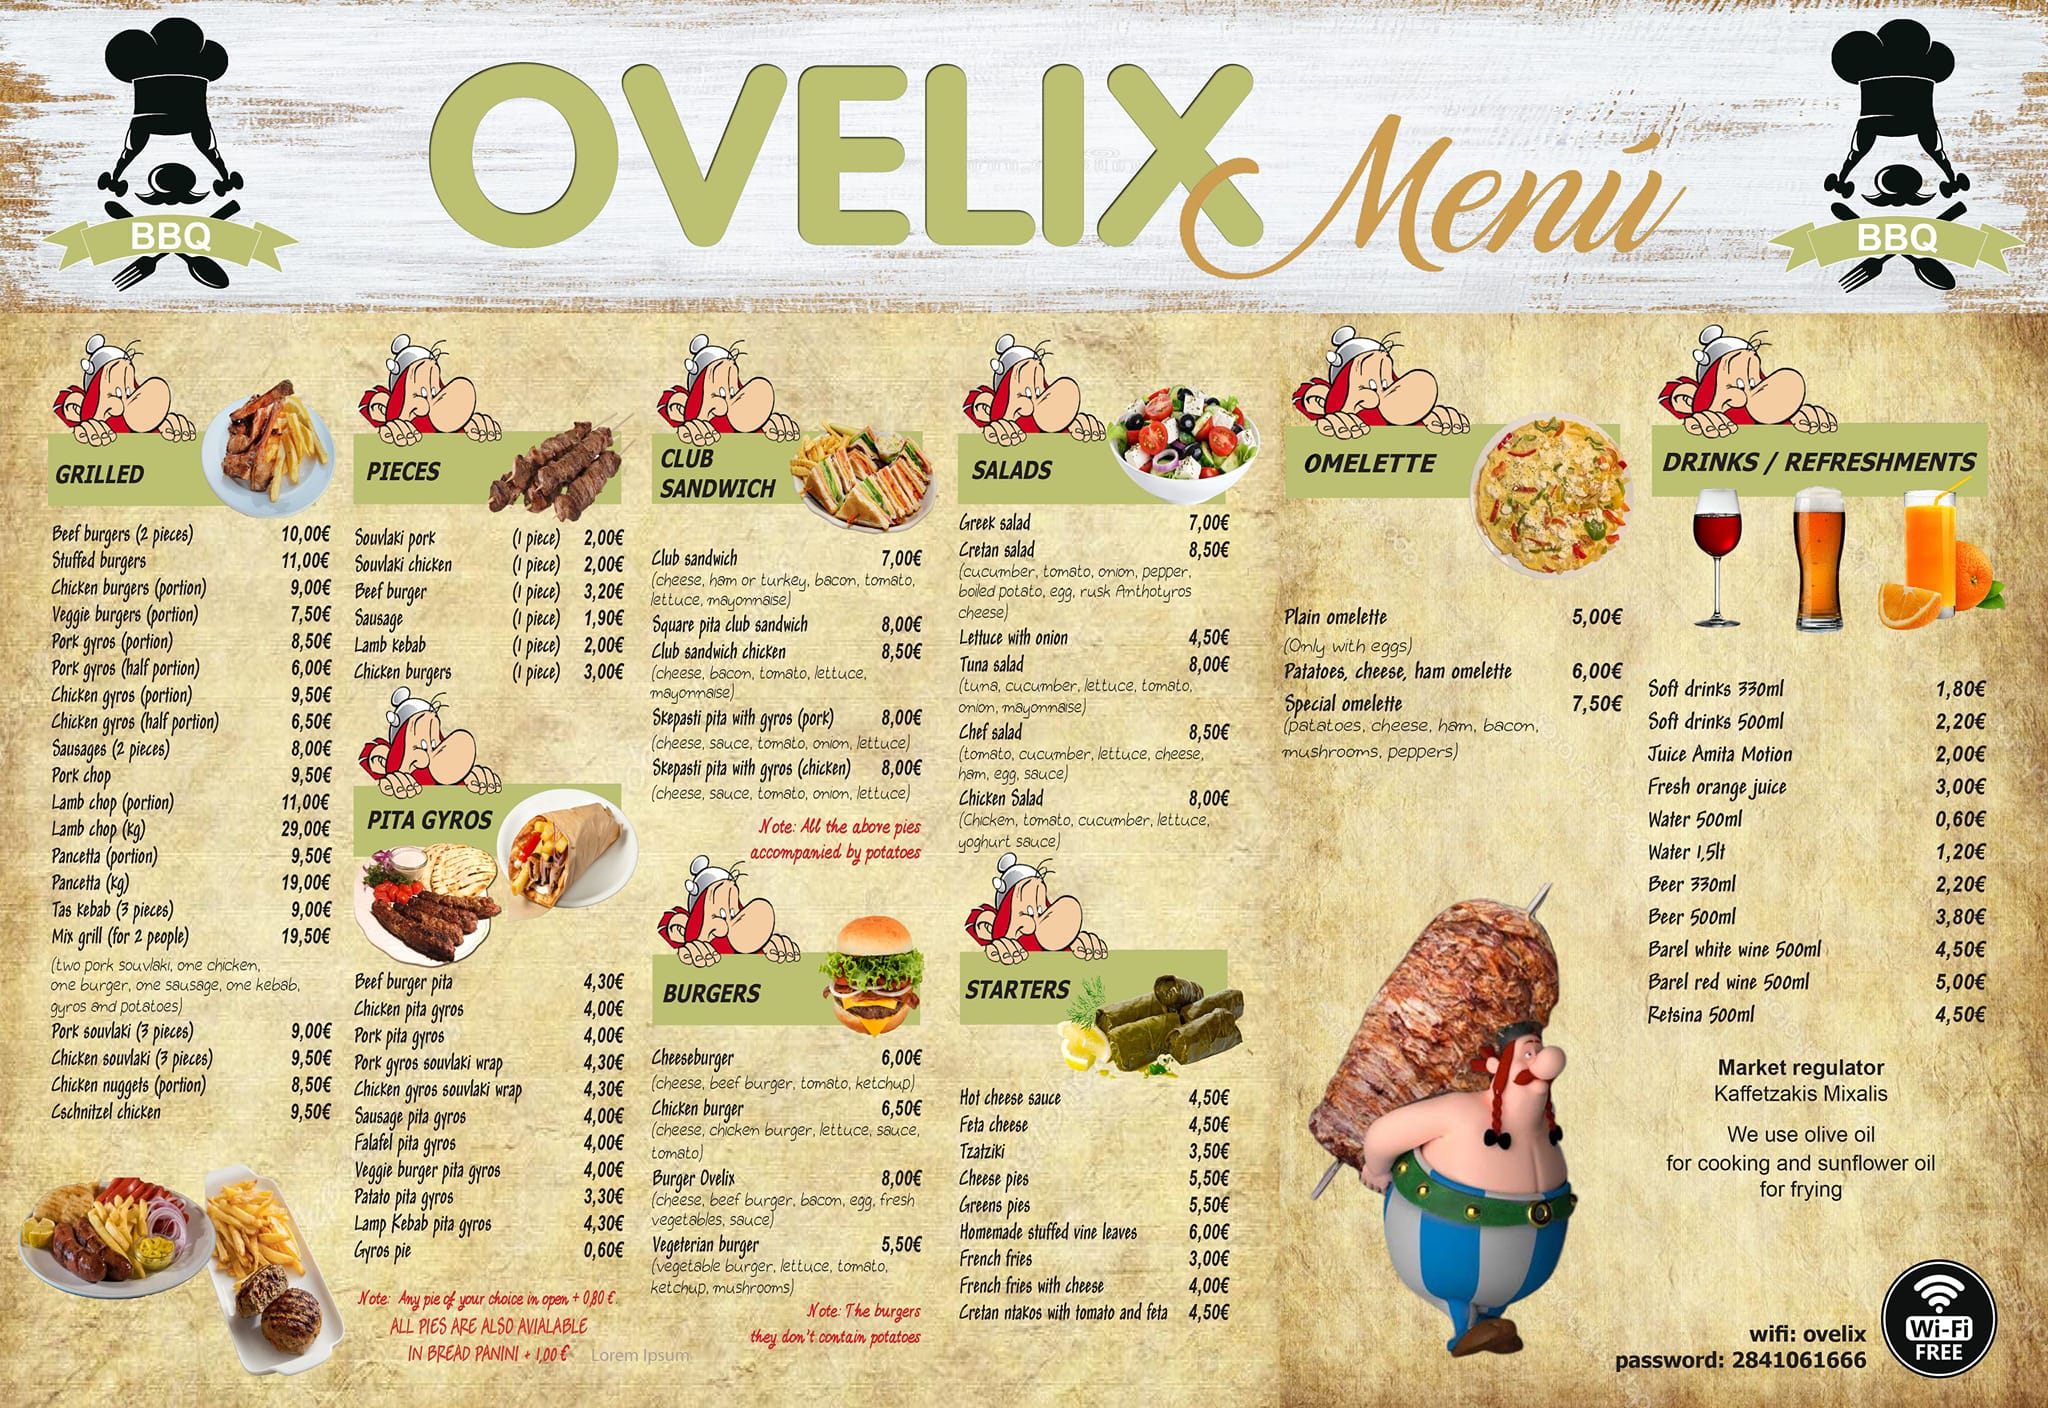 OVELIX Menú
BBQ
BBQ
GRILLED
Beef burgers (2 pieces) 10,00€
Stuffed burgers 11,00€
Chicken burgers (portion) 9,00€
Veggie burgers (portion) 7,50€
Pork gyros (portion) 8,50€
Pork gyros (half portion) 6,00€
Chicken gyros (portion) 9,50€
Chicken gyros (half portion) 6,50€
Sausages (2 pieces) 8,00€
Pork chop 9,50€
Lamb chop (portion) 11,00€
Lamb chop (kg) 29,00€
Pancetta (portion) 9,50€
Pancetta (kg) 19,00€
Tas kebab (3 pieces) 9,00€
Mix grill (for 2 people) 19,50€
(two pork souvlaki, one chicken,
one burger, one sausage, one kebab,
gyros and potatoes)
Pork souvlaki (3 pieces) 9,00€
Chicken souvlaki (3 pieces) 9,50€
Chicken nuggets (portion) 8,50€
Cschnitzel chicken 9,50€
PIECES
Souvlaki pork (1 piece) 2,00€
Souvlaki chicken (1 piece) 2,00€
Beef burger (1 piece) 3,20€
Sausage (1 piece) 1,90€
Lamb kebab (1 piece) 2,00€
Chicken burgers (1 piece) 3,00€
PITA GYROS
Beef burger pita 4,30€
Chicken pita gyros 4,00€
Pork pita gyros 4,00€
Pork gyros souvlaki wrap 4,30€
Chicken gyros souvlaki wrap 4,30€
Sausage pita gyros 4,00€
Falafel pita gyros 4,00€
Veggie burger pita gyros 4,00€
Patato pita gyros 3,30€
Lamp Kebab pita gyros 4,30€
Gyros pie 0,60€
Note: Any pie of your choice in open + 0,80 €.
ALL PIES ARE ALSO AVIALABLE
IN BREAD PANINI + 1,00 €
Lorem Ipsum
CLUB
SANDWICH
Club sandwich 7,00€
(cheese, ham or turkey, bacon, tomato,
lettuce, mayonnaise)
Square pita club sandwich 8,00€
Club sandwich chicken 8,50€
(cheese, bacon, tomato, lettuce,
mayonnaise)
Skepasti pita with gyros (pork) 8,00€
(cheese, sauce, tomato, onion, lettuce)
Skepasti pita with gyros (chicken) 8,00€
(cheese, sauce, tomato, onion, lettuce)
Note: All the above pies
accompanied by potatoes
BURGERS
Cheeseburger 6,00€
(cheese, beef burger, tomato, ketchup)
Chicken burger 6,50€
(cheese, chicken burger, lettuce, sauce,
tomato)
Burger Ovelix 8,00€
(cheese, beef burger, bacon, egg, fresh
vegetables, sauce)
Vegeterian burger 5,50€
(vegetable burger, lettuce, tomato,
ketchup, mushrooms)
Note: The burgers
they don't contain potatoes
SALADS
Greek salad 7,00€
Cretan salad 8,50€
(cucumber, tomato, onion, pepper,
boiled potato, egg, rusk Anthotyros
cheese)
Lettuce with onion 4,50€
Tuna salad 8,00€
(tuna, cucumber, lettuce, tomato,
onion, mayonnaise)
Chef salad 8,50€
(tomato, cucumber, lettuce, cheese,
ham, egg, sauce)
Chicken Salad 8,00€
(Chicken, tomato, cucumber, lettuce,
yoghurt sauce)
STARTERS
Hot cheese sauce 4,50€
Feta cheese 4,50€
Tzatziki 3,50€
Cheese pies 5,50€
Greens pies 5,50€
Homemade stuffed vine leaves 6,00€
French fries 3,00€
French fries with cheese 4,00€
Cretan ntakos with tomato and feta 4,50€
OMELETTE
Plain omelette 5,00€
(Only with eggs)
Patatoes, cheese, ham omelette 6,00€
Special omelette 7,50€
(patatoes, cheese, ham, bacon,
mushrooms, peppers)
DRINKS / REFRESHMENTS
Soft drinks 330ml 1,80€
Soft drinks 500ml 2,20€
Juice Amita Motion 2,00€
Fresh orange juice 3,00€
Water 500ml 0,60€
Water 1,5lt 1,20€
Beer 330ml 2,20€
Beer 500ml 3,80€
Barel white wine 500ml 4,50€
Barel red wine 500ml 5,00€
Retsina 500ml 4,50€
Market regulator
Kaffetzakis Mixalis
We use olive oil
for cooking and sunflower oil
for frying
wifi: ovelix
password: 2841061666
Wi-Fi
FREE